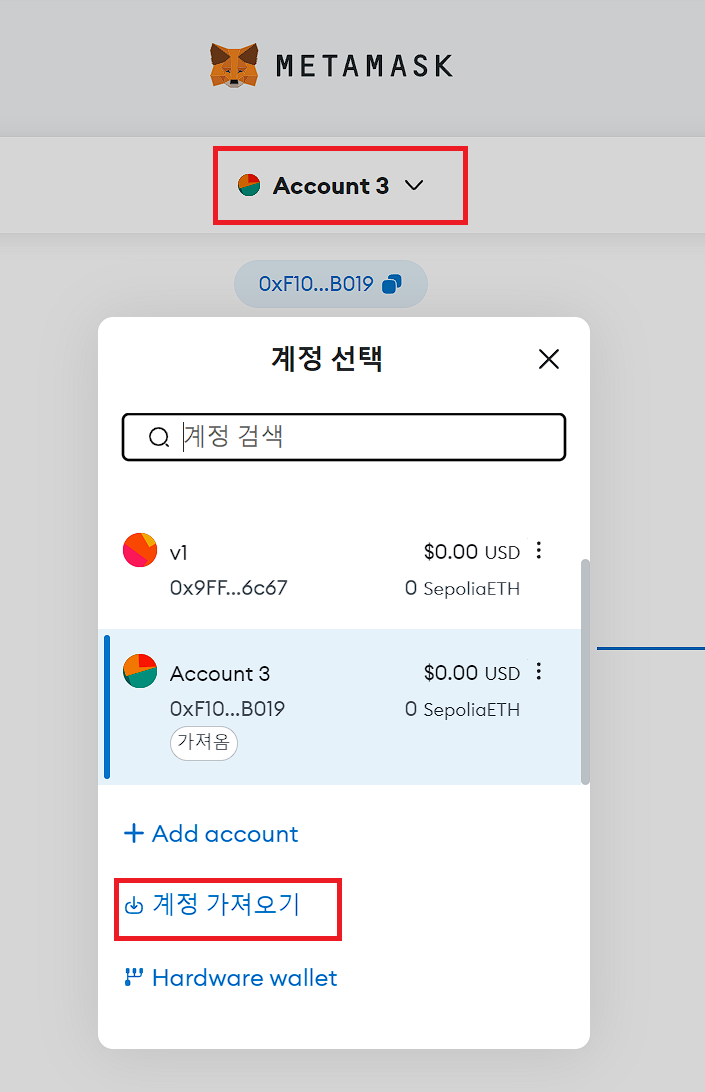 METAMASK
Account 3
0xF10...B019
계정 선택
계정 검색
v1 $0.00 USD
0x9FF...6c67 0 SepoliaETH
Account 3 $0.00 USD
0xF10...B019 0 SepoliaETH
가져옴
+ Add account
계정 가져오기
Hardware wallet